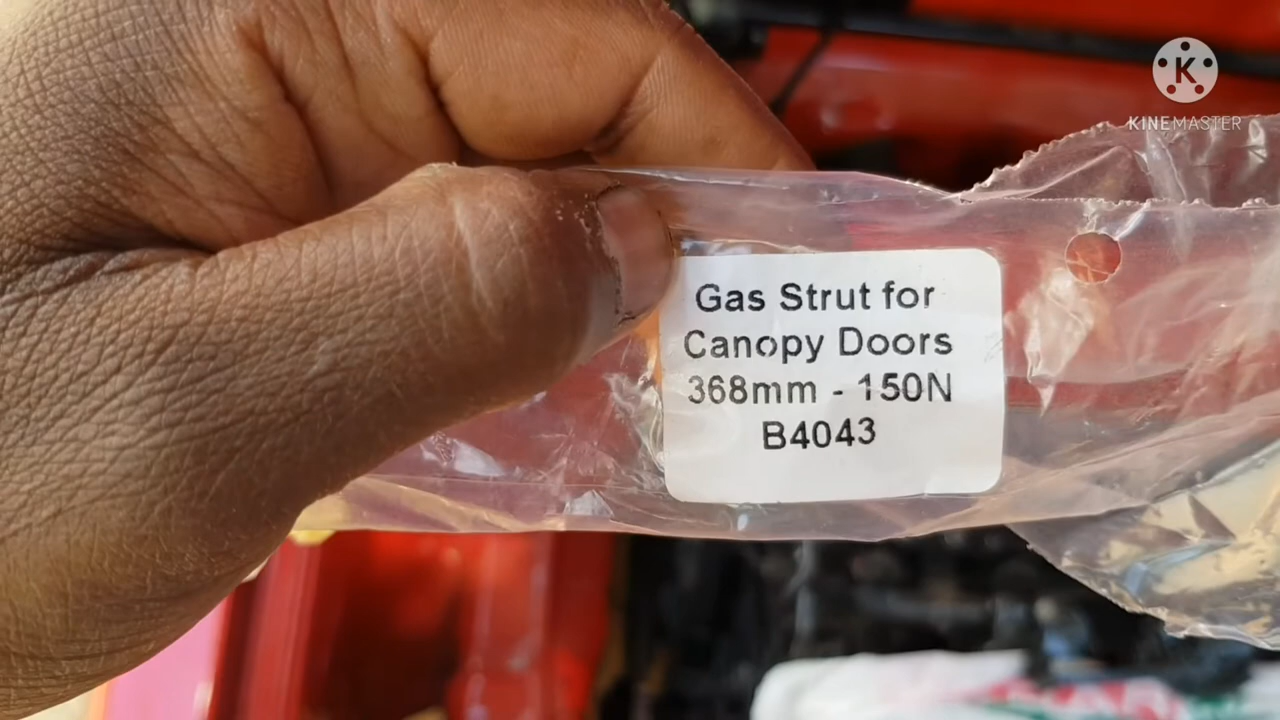 K
KINEMASTER
Gas Strut for
Canopy Doors
368mm - 150N
B4043